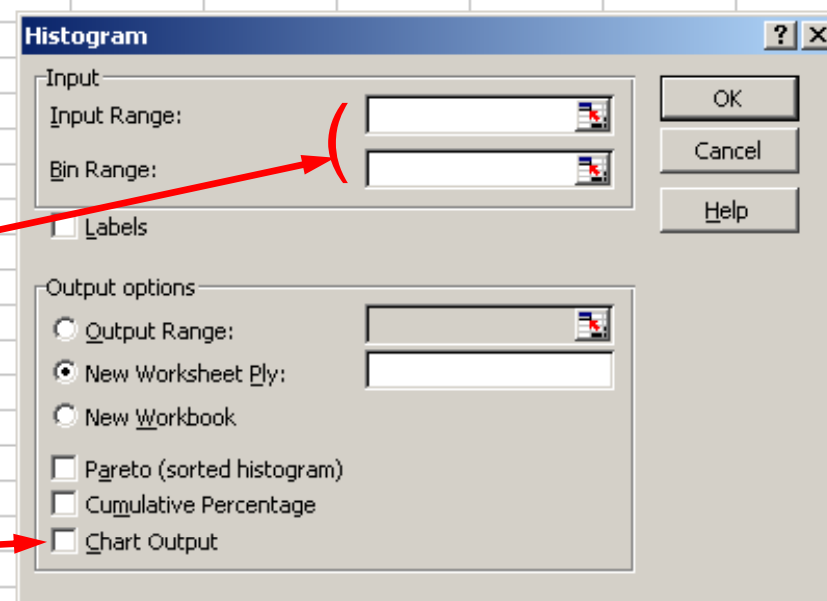 Histogram
Input
Input Range:
Bin Range:
Labels
OK
Cancel
Help
Output options
Output Range:
New Worksheet Ply:
New Workbook
Pareto (sorted histogram)
Cumulative Percentage
Chart Output